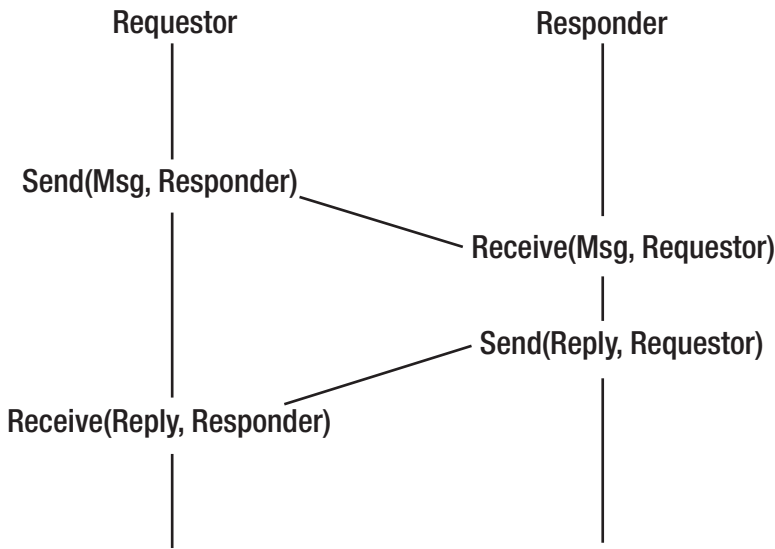 Requestor
Responder
Send(Msg, Responder)
Receive(Msg, Requestor)
Send(Reply, Requestor)
Receive(Reply, Responder)